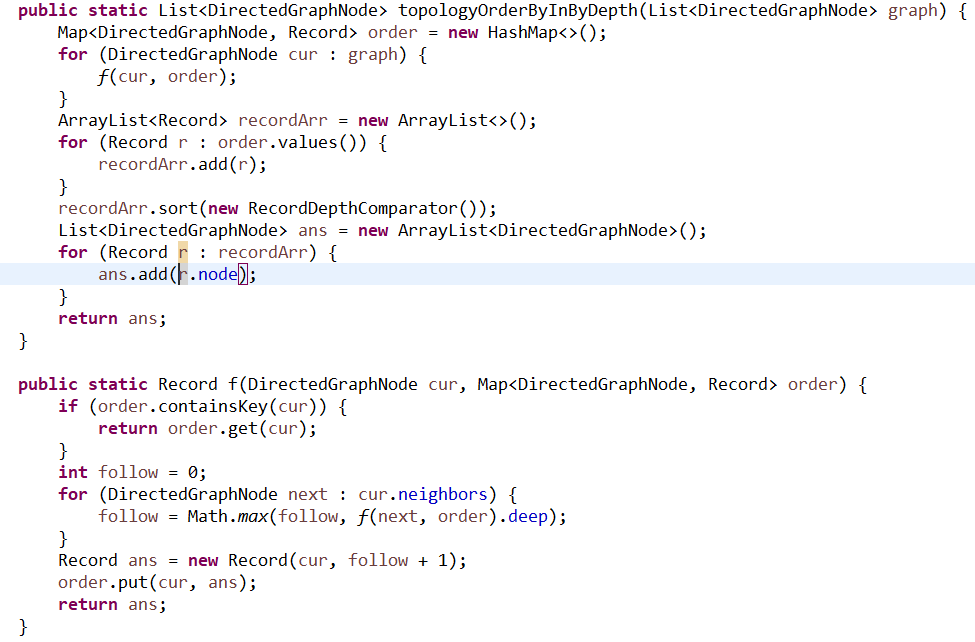 public static List<DirectedGraphNode> topologyOrderByInByDepth(List<DirectedGraphNode> graph) {
    Map<DirectedGraphNode, Record> order = new HashMap<>();
    for (DirectedGraphNode cur : graph) {
        f(cur, order);
    }
    ArrayList<Record> recordArr = new ArrayList<>();
    for (Record r : order.values()) {
        recordArr.add(r);
    }
    recordArr.sort(new RecordDepthComparator());
    List<DirectedGraphNode> ans = new ArrayList<DirectedGraphNode>();
    for (Record r : recordArr) {
        ans.add(r.node);
    }
    return ans;
}

public static Record f(DirectedGraphNode cur, Map<DirectedGraphNode, Record> order) {
    if (order.containsKey(cur)) {
        return order.get(cur);
    }
    int follow = 0;
    for (DirectedGraphNode next : cur.neighbors) {
        follow = Math.max(follow, f(next, order).deep);
    }
    Record ans = new Record(cur, follow + 1);
    order.put(cur, ans);
    return ans;
}